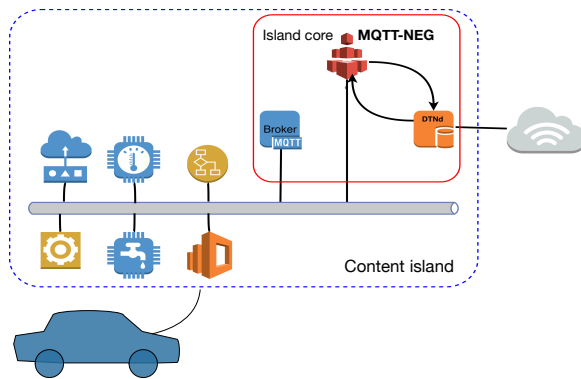 Island core MQTT-NEG
Broker
MQTT
DTNd
Content island